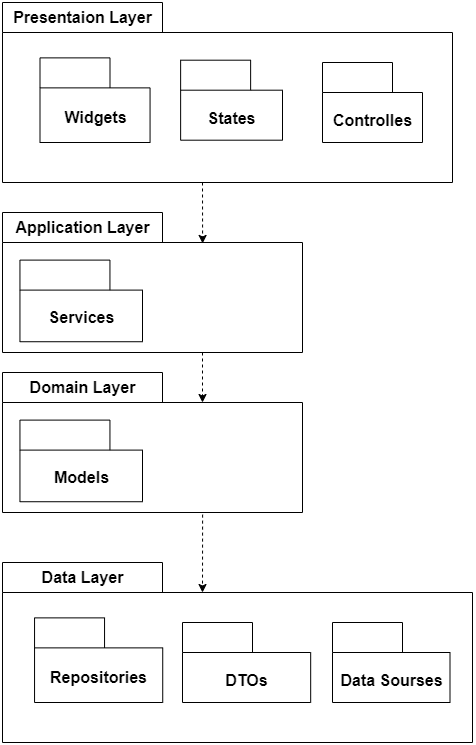 Presentaion Layer
Widgets
States
Controlles
Application Layer
Services
Domain Layer
Models
Data Layer
Repositories
DTOs
Data Sourses